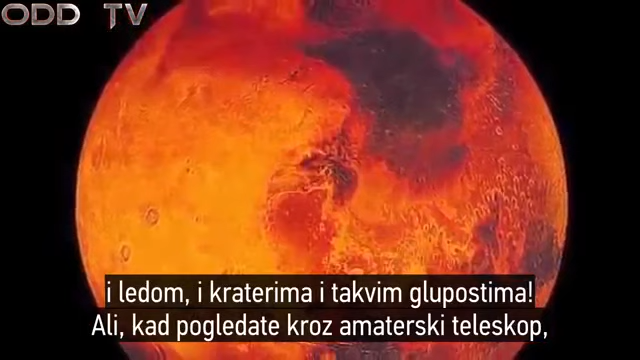 ODD TV
i ledom, i kraterima i takvim glupostima!
Ali, kad pogledate kroz amaterski teleskop,